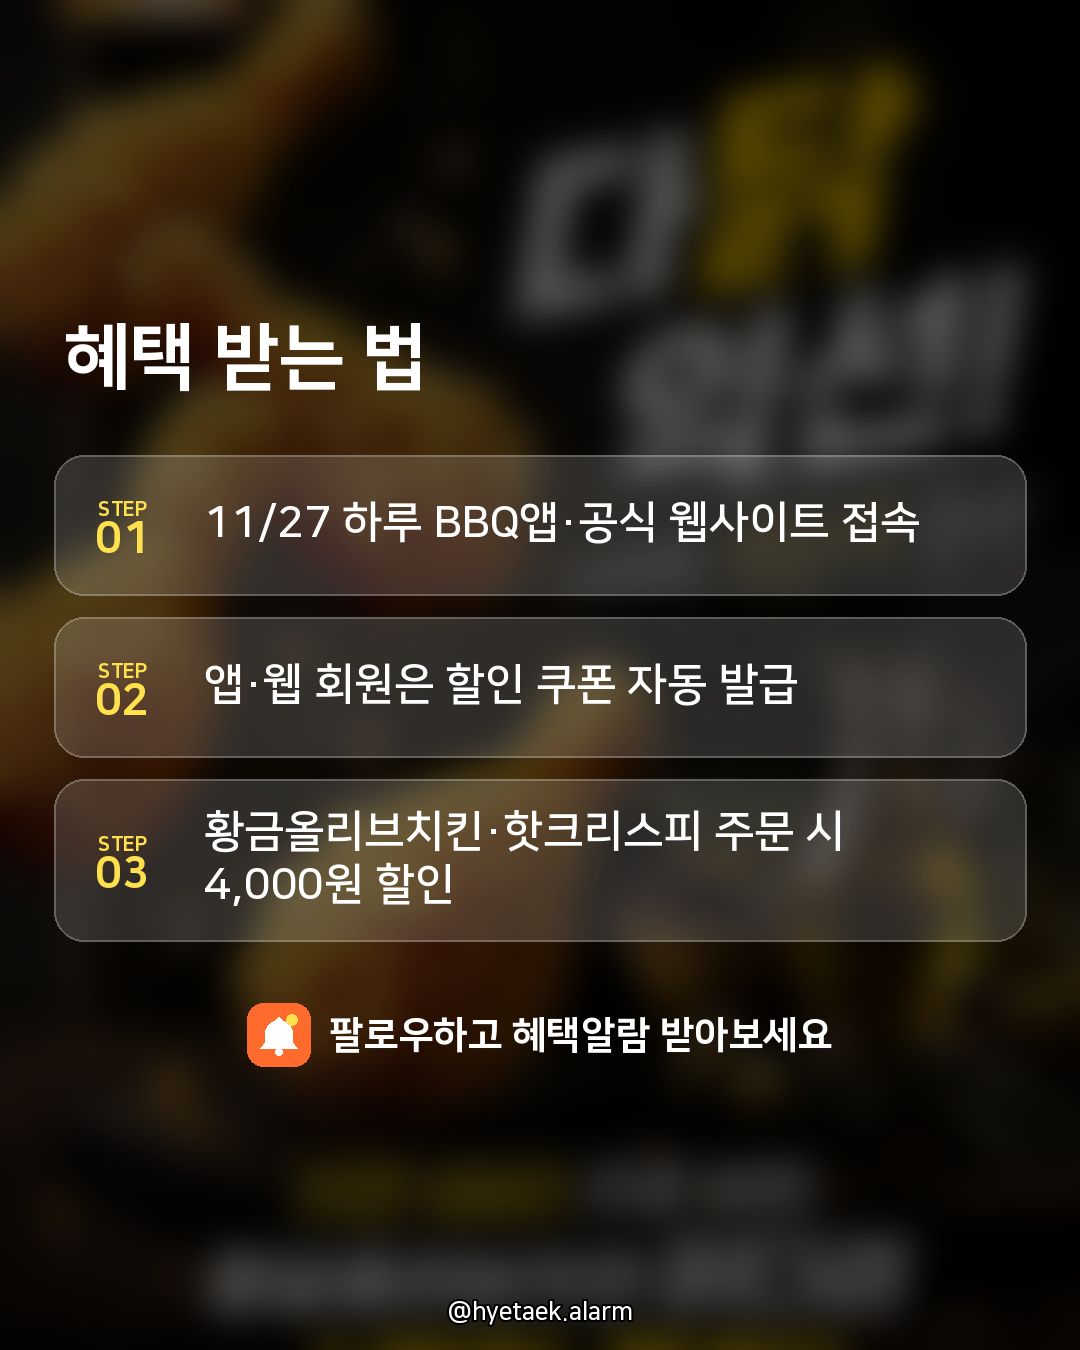 혜택 받는 법
STEP
01
11/27 하루 BBQ앱·공식 웹사이트 접속
STEP
02
앱·웹 회원은 할인 쿠폰 자동 발급
STEP
03
황금올리브치킨·핫크리스피 주문 시
4,000원 할인
팔로우하고 혜택알람 받아보세요
@hyetaek.alarm